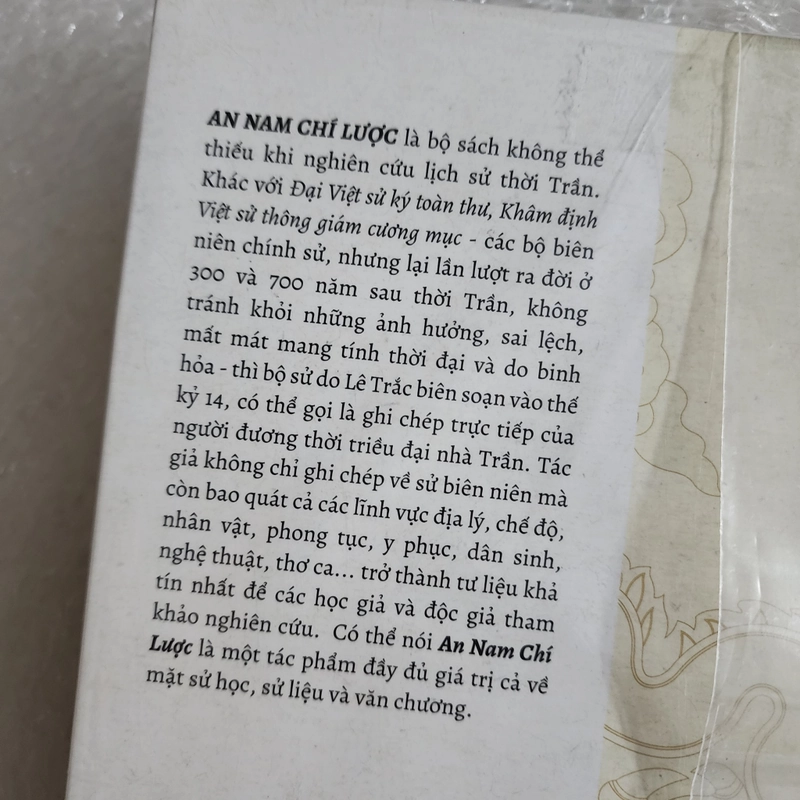 AN NAM CHÍ LƯỢC là bộ sách không thể
thiếu khi nghiên cứu lịch sử thời Trần.
Khác với Đại Việt sử ký toàn thư, Khâm định
Việt sử thông giám cương mục - các bộ biên
niên chính sử, nhưng lại lần lượt ra đời ở
300 và 700 năm sau thời Trần, không
tránh khỏi những ảnh hưởng, sai lệch,
mất mát mang tính thời đại và do binh
hỏa - thì bộ sử do Lê Trắc biên soạn vào thế
kỷ 14, có thể gọi là ghi chép trực tiếp của
người đương thời triều đại nhà Trần. Tác
giả không chỉ ghi chép về sử biên niên mà
còn bao quát cả các lĩnh vực địa lý, chế độ,
nhân vật, phong tục, y phục, dân sinh,
nghệ thuật, thơ ca... trở thành tư liệu khả
tín nhất để các học giả và độc giả tham
khảo nghiên cứu. Có thể nói An Nam Chí
Lược là một tác phẩm đầy đủ giá trị cả về
mặt sử học, sử liệu và văn chương.